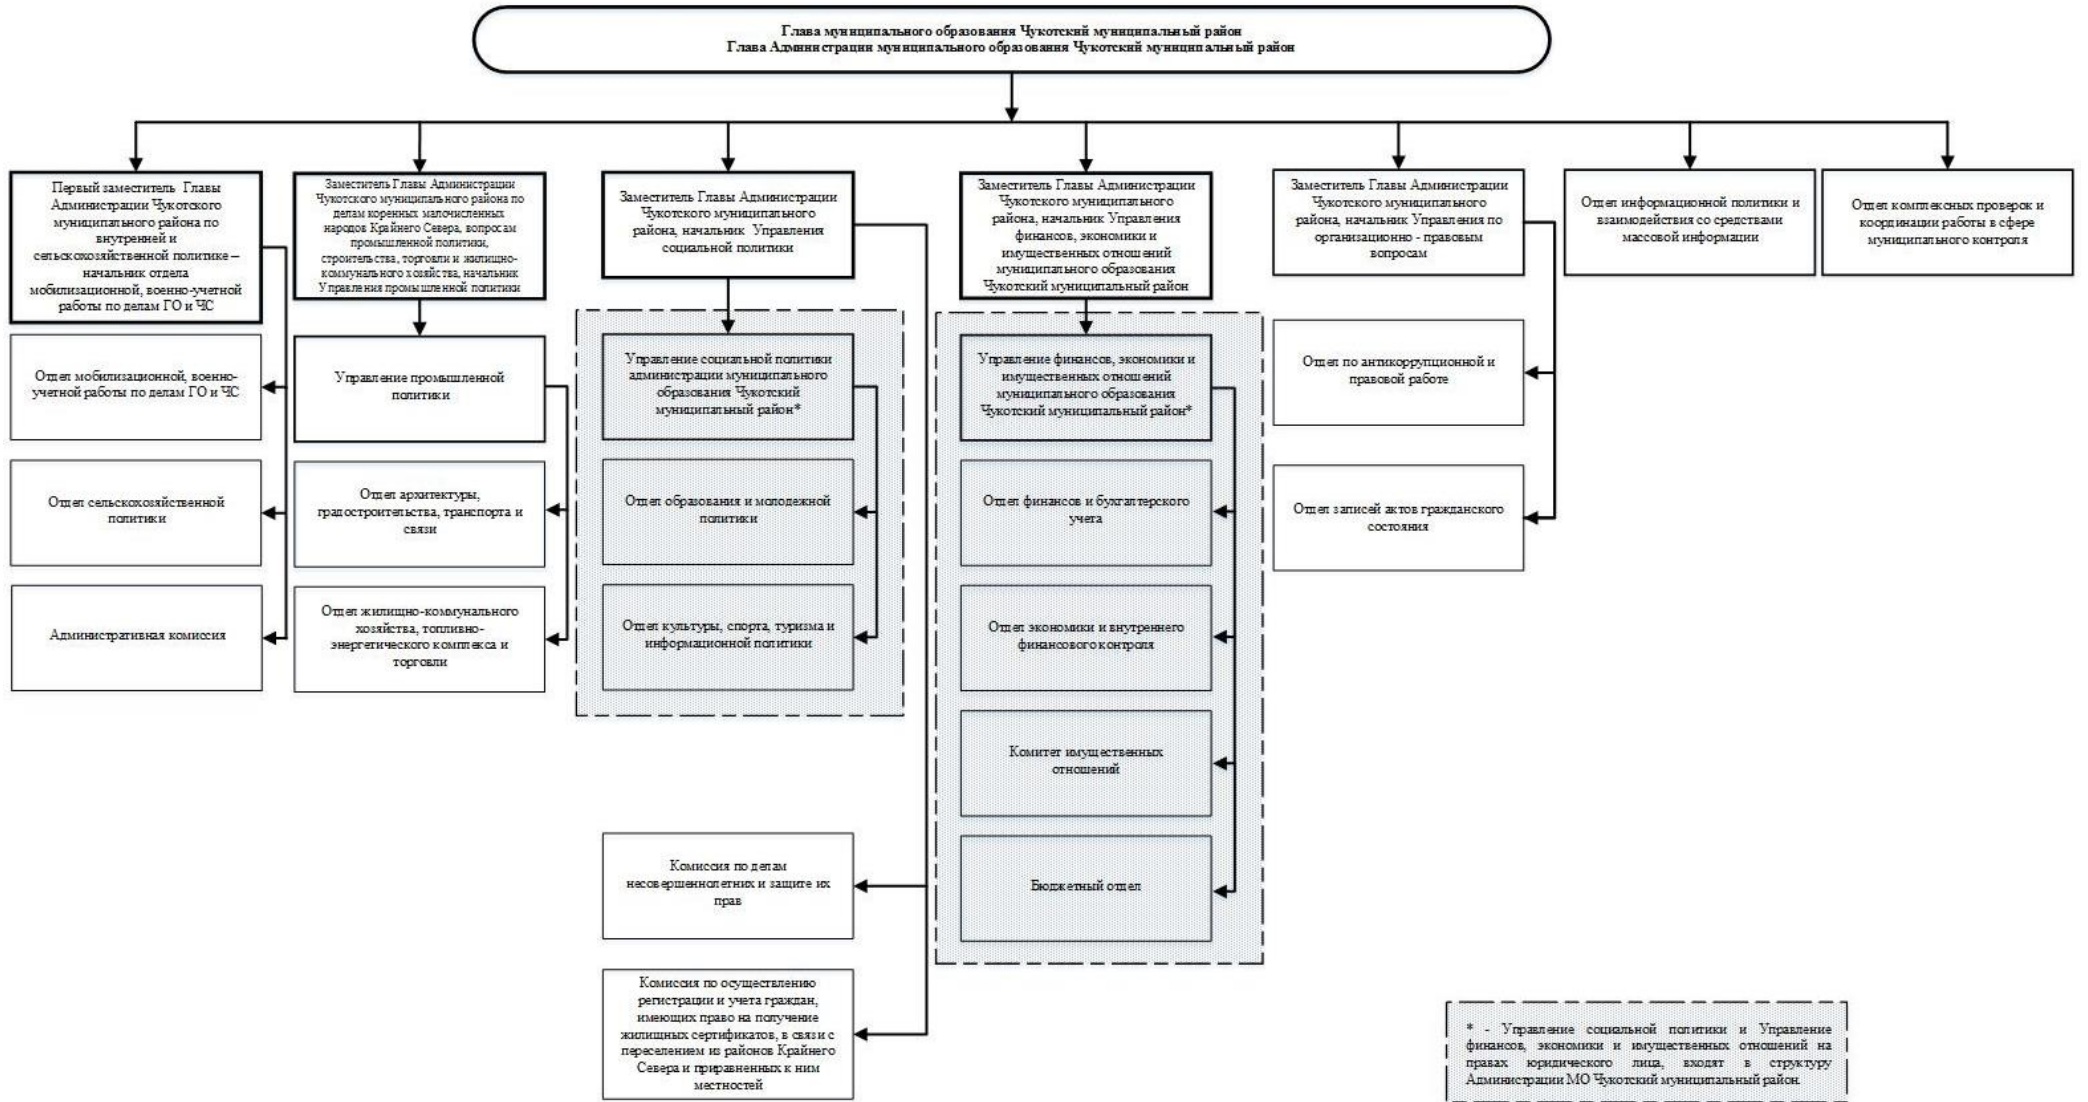 Глава муниципального образования Чукотский муниципальный район
Глава Администрации муниципального образования Чукотский муниципальный район
Первый заместитель Главы
Администрации Чукотского
муниципального района по
внутренней и
сельскохозяйственной политике –
начальник отдела
мобилизационной, военно-учетной
работы по делам ГО и ЧС
Заместитель Главы Администрации
Чукотского муниципального района по
делам коренных малочисленных
народов Крайнего Севера, вопросам
промышленной политики,
строительства, торговли и жилищно-
коммунального хозяйства, начальник
Управления промышленной политики
Заместитель Главы Администрации
Чукотского муниципального
района, начальник Управления
социальной политики
Заместитель Главы Администрации
Чукотского муниципального
района, начальник Управления
финансов, экономики и
имущественных отношений
муниципального образования
Чукотский муниципальный район
Заместитель Главы Администрации
Чукотского муниципального
района, начальник Управления по
организационно - правовым
вопросам
Отдел информационной политики и
взаимодействия со средствами
массовой информации
Отдел комплексных проверок и
координации работы в сфере
муниципального контроля
Отдел мобилизационной, военно-
учетной работы по делам ГО и ЧС
Управление промышленной
политики
Управление социальной политики
администрации муниципального
образования Чукотский
муниципальный район*
Управление финансов, экономики и
имущественных отношений
муниципального образования
Чукотский муниципальный район*
Отдел по антикоррупционной и
правовой работе
Отдел сельскохозяйственной
политики
Отдел архитектуры,
градостроительства, транспорта и
связи
Отдел образования и молодежной
политики
Отдел финансов и бухгалтерского
учета
Отдел записей актов гражданского
состояния
Административная комиссия
Отдел жилищно-коммунального
хозяйства, топливно-
энергетического комплекса и
торговли
Отдел культуры, спорта, туризма и
информационной политики
Отдел экономики и внутреннего
финансового контроля
Комитет имущественных
отношений
Комиссия по делам
несовершеннолетних и защите их
прав
Бюджетный отдел
Комиссия по осуществлению
регистрации и учета граждан,
имеющих право на получение
жилищных сертификатов, в связи с
переселением из районов Крайнего
Севера и приравненных к ним
местностей
* - Управление социальной политики и Управление
финансов, экономики и имущественных отношений на
правах юридического лица, входят в структуру
Администрации МО Чукотский муниципальный район.